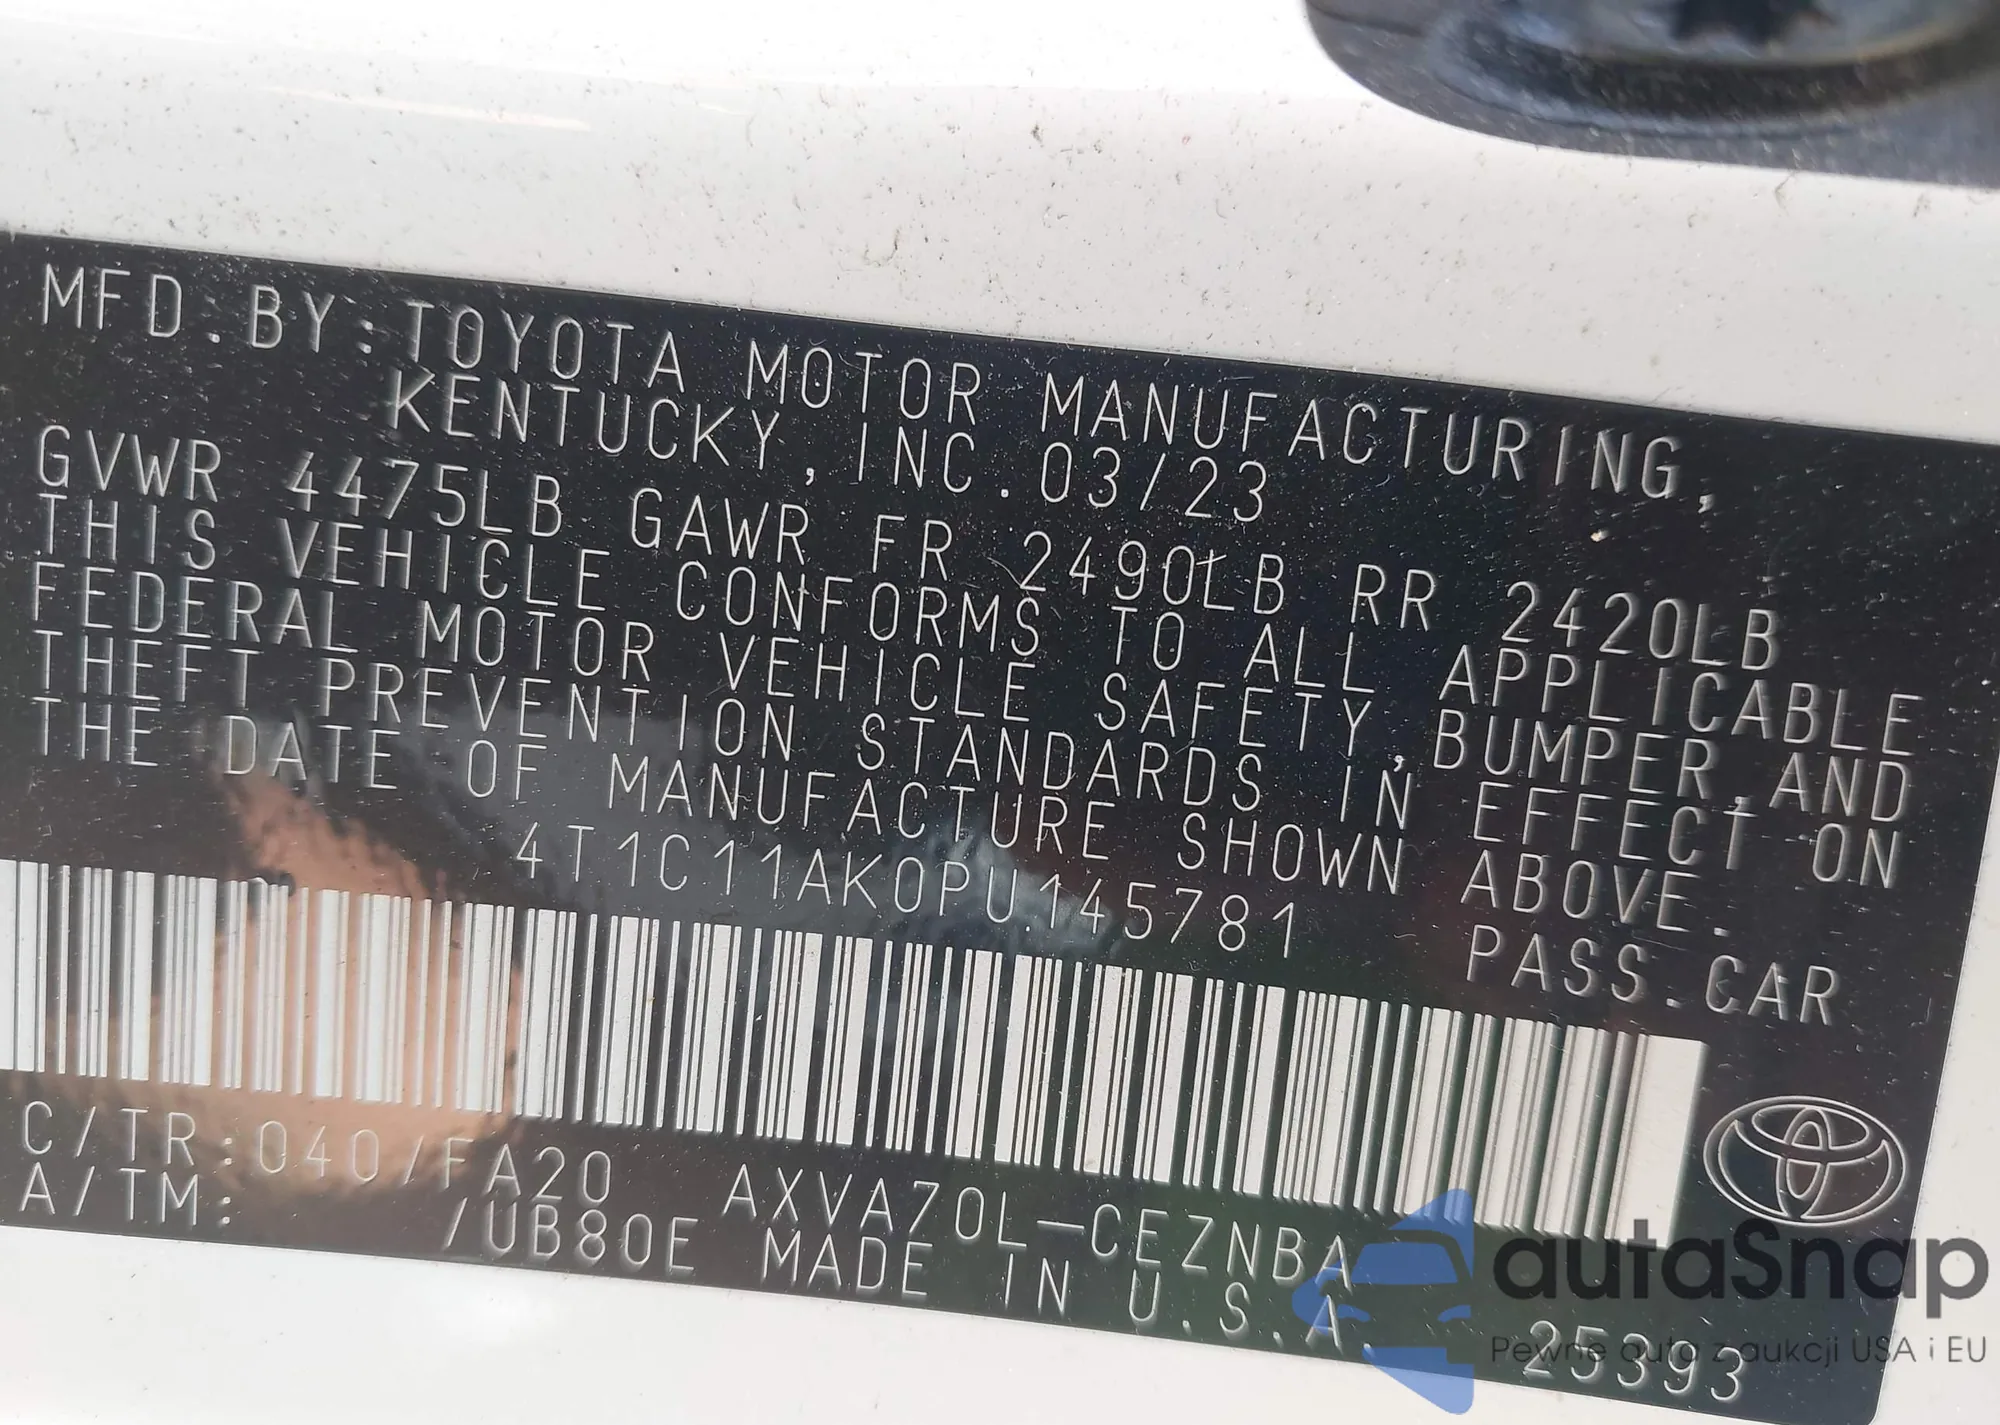 MFD.BY:TOYOTA MOTOR MANUFACTURING,
KENTUCKY,INC.03/23
GVWR 4475LB GAWR FR 2490LB RR 2420LB
THIS VEHICLE CONFORMS TO ALL APPLICABLE
FEDERAL MOTOR VEHICLE SAFETY,BUMPER,AND
THEFT PREVENTION STANDARDS IN EFFECT ON
THE DATE OF MANUFACTURE SHOWN ABOVE.
4T1C11AK0PU145781 PASS.CAR
C/TR:040/FA20 AXVA70L-CEZNBA
A/TM: /UB80E MADE IN U.S.A. 25393
autaSnap
Pewne auta z aukcji USA i EU